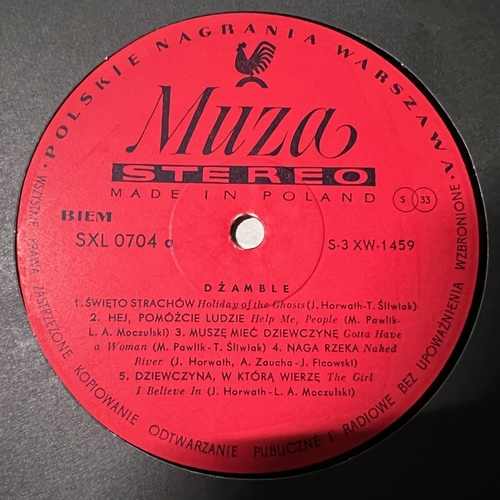 · POLSKIE NAGRANIA WARSZAWA ·
Muza
STEREO
MADE IN POLAND
BIEM
S 33
SXL 0704 a
S-3 XW-1459
DŻAMBLE
1. ŚWIĘTO STRACHÓW Holiday of the Ghosts (J. Horwath-T. Śliwiak)
2. HEJ, POMÓŻCIE LUDZIE Help Me, People (M. Pawlik-
L. A. Moczulski) 3. MUSZĘ MIEĆ DZIEWCZYNĘ Gotta Have
a Woman (M. Pawlik-T. Śliwiak) 4. NAGA RZEKA Naked
River (J. Horwath, A. Zaucha-J. Ficowski)
5. DZIEWCZYNA, W KTÓRĄ WIERZĘ The Girl
I Believe In (J. Horwath-L. A. Moczulski)
WSZYSTKIE PRAWA ZASTRZEŻONE KOPIOWANIE ODTWARZANIE PUBLICZNE I RADIOWE BEZ UPOWAŻNIENIA WZBRONIONE